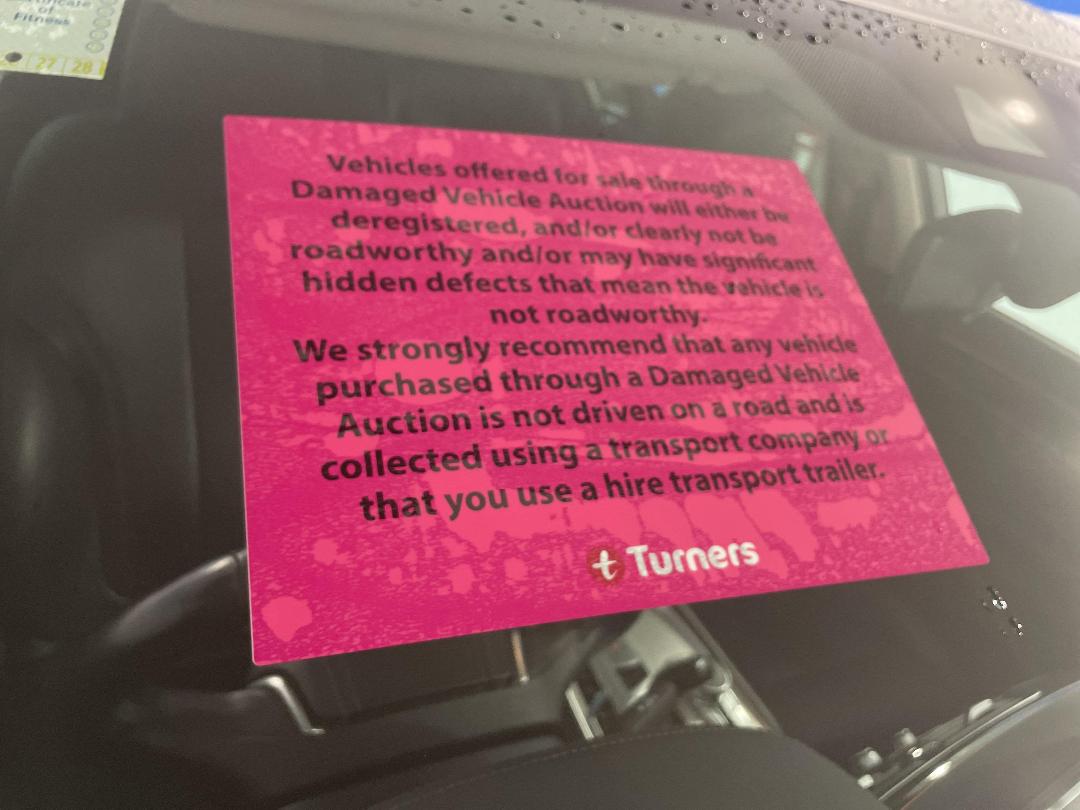 of
Fitness
27 28
Vehicles offered for sale through a
Damaged Vehicle Auction will either be
deregistered, and/or clearly not be
roadworthy and/or may have significant
hidden defects that mean the vehicle is
not roadworthy.
We strongly recommend that any vehicle
purchased through a Damaged Vehicle
Auction is not driven on a road and is
collected using a transport company or
that you use a hire transport trailer.
t Turners